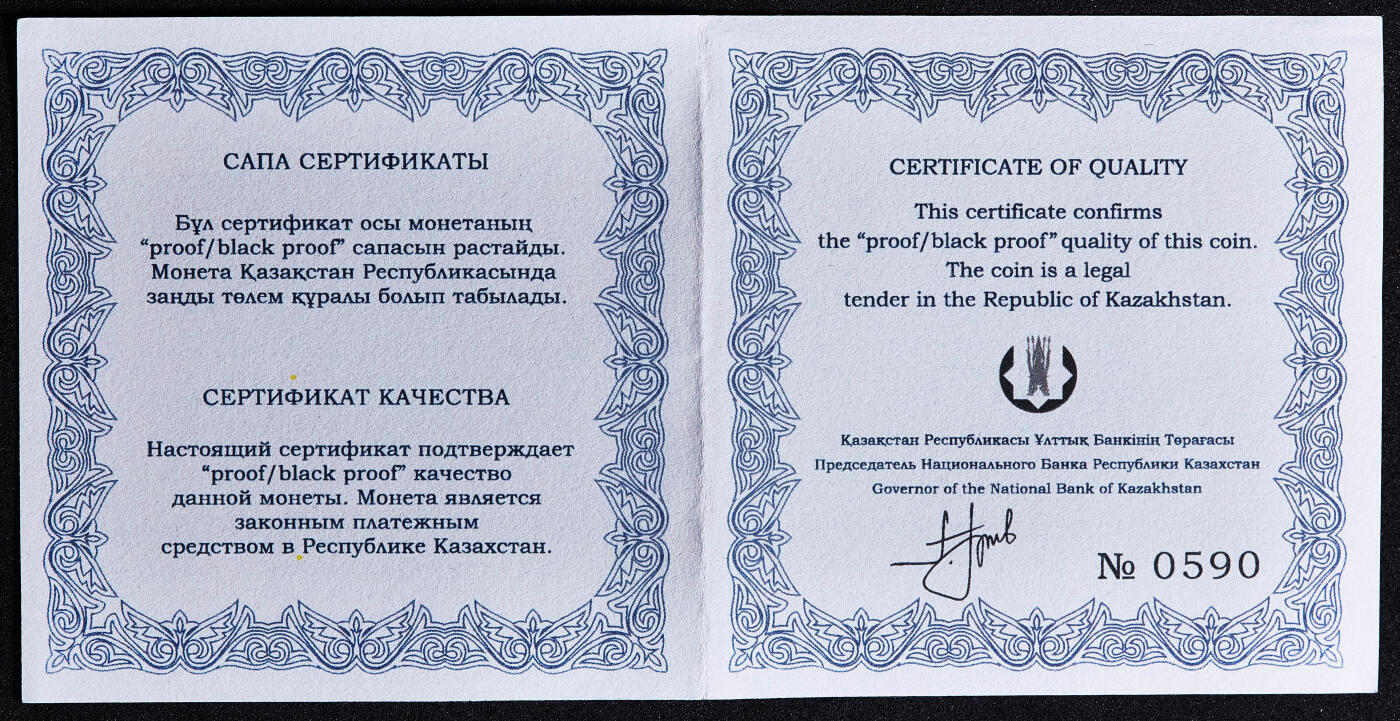 САПА СЕРТИФИКАТЫ
Бұл сертификат осы монетаның
“proof/black proof” сапасын растайды.
Монета Қазақстан Республикасында
заңды төлем құралы болып табылады.
СЕРТИФИКАТ КАЧЕСТВА
Настоящий сертификат подтверждает
“proof/black proof” качество
данной монеты. Монета является
законным платежным
средством в Республике Казахстан.
CERTIFICATE OF QUALITY
This certificate confirms
the “proof/black proof” quality of this coin.
The coin is a legal
tender in the Republic of Kazakhstan.
Қазақстан Республикасы Ұлттық Банкінің Төрағасы
Председатель Национального Банка Республики Казахстан
Governor of the National Bank of Kazakhstan
№ 0590